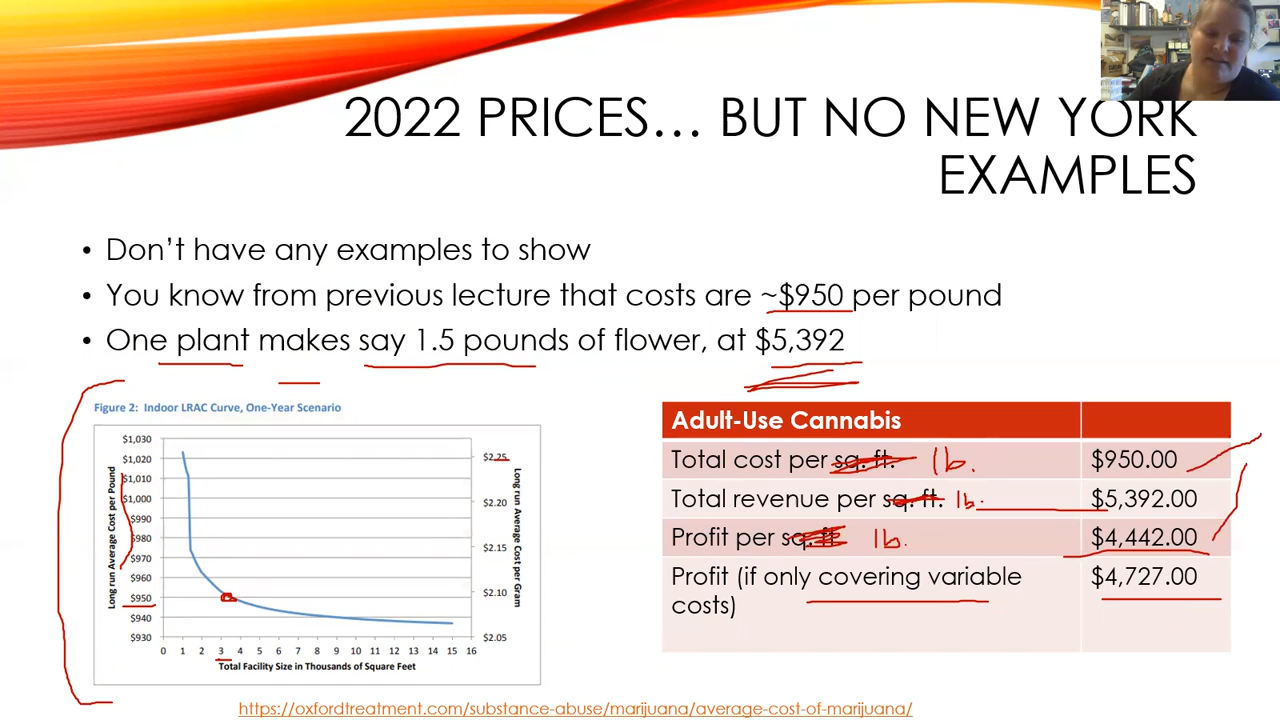 2022 PRICES… BUT NO NEW YORK
EXAMPLES
• Don’t have any examples to show
• You know from previous lecture that costs are ~$950 per pound
• One plant makes say 1.5 pounds of flower, at $5,392
Figure 2: Indoor LRAC Curve, One-Year Scenario
Long run Average Cost per Pound
$1,030
$1,020
$1,010
$1,000
$990
$980
$970
$960
$950
$940
$930
0 1 2 3 4 5 6 7 8 9 10 11 12 13 14 15 16
Total Facility Size in Thousands of Square Feet
$2.25
$2.20
$2.15
$2.10
$2.05
Long run Average Cost per Gram
Adult-Use Cannabis
Total cost per sq. ft. lb. $950.00
Total revenue per sq. ft. lb. $5,392.00
Profit per sq. ft lb. $4,442.00
Profit (if only covering variable $4,727.00
costs)
https://oxfordtreatment.com/substance-abuse/marijuana/average-cost-of-marijuana/